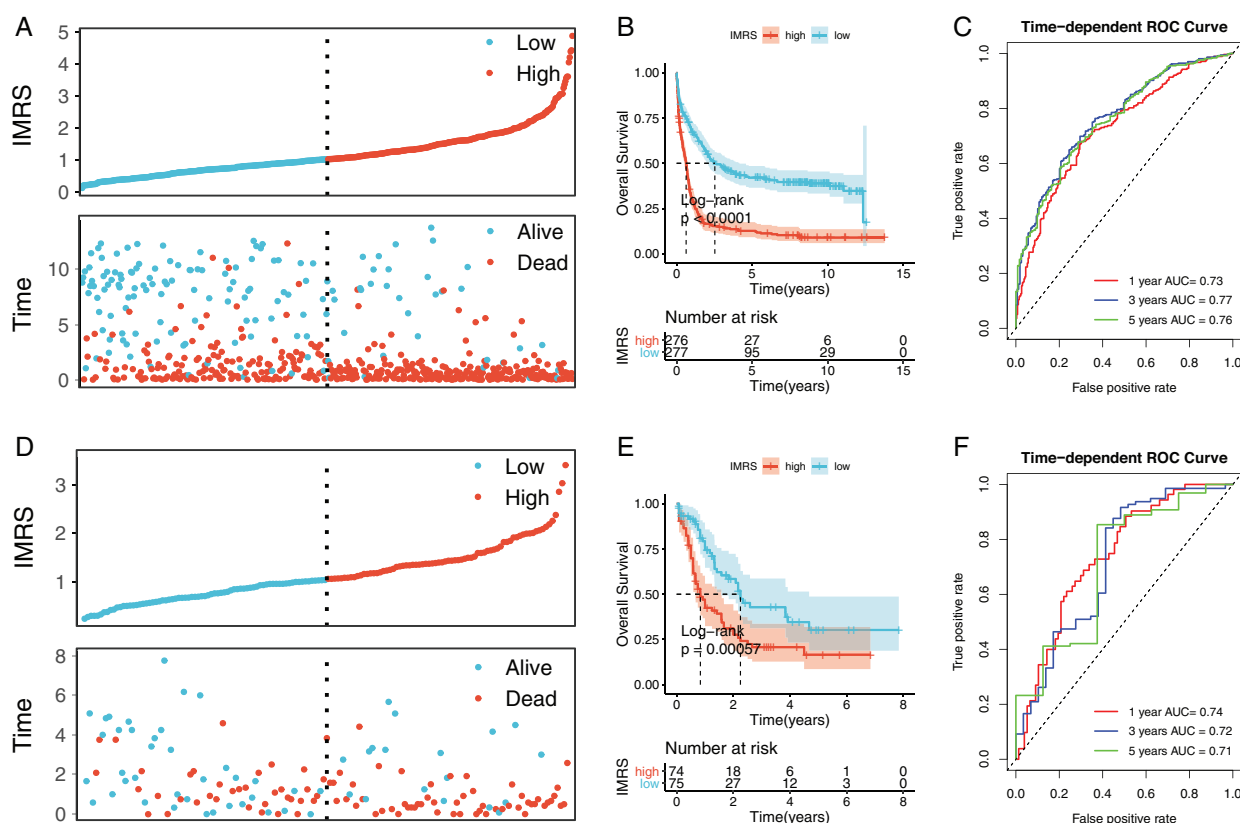 A
IMRS
5
4
3
2
1
0
Low
High
Time
10
5
0
Alive
Dead
B
IMRS high low
Overall Survival
1.00
0.75
0.50
0.25
0.00
Log−rank
p < 0.0001
0 5 10 15
Time(years)
Number at risk
IMRS
high 276 27 6 0
low 277 95 29 0
0 5 10 15
Time(years)
C
Time−dependent ROC Curve
True positive rate
1.0
0.8
0.6
0.4
0.2
0.0
1 year AUC= 0.73
3 years AUC = 0.77
5 years AUC = 0.76
0.0 0.2 0.4 0.6 0.8 1.0
False positive rate
D
IMRS
3
2
1
Low
High
Time
8
6
4
2
0
Alive
Dead
E
IMRS high low
Overall Survival
1.00
0.75
0.50
0.25
0.00
Log−rank
p = 0.00057
0 2 4 6 8
Time(years)
Number at risk
IMRS
high 74 18 6 1 0
low 75 27 12 3 0
0 2 4 6 8
Time(years)
F
Time−dependent ROC Curve
True positive rate
1.0
0.8
0.6
0.4
0.2
0.0
1 year AUC= 0.74
3 years AUC = 0.72
5 years AUC = 0.71
0.0 0.2 0.4 0.6 0.8 1.0
False positive rate